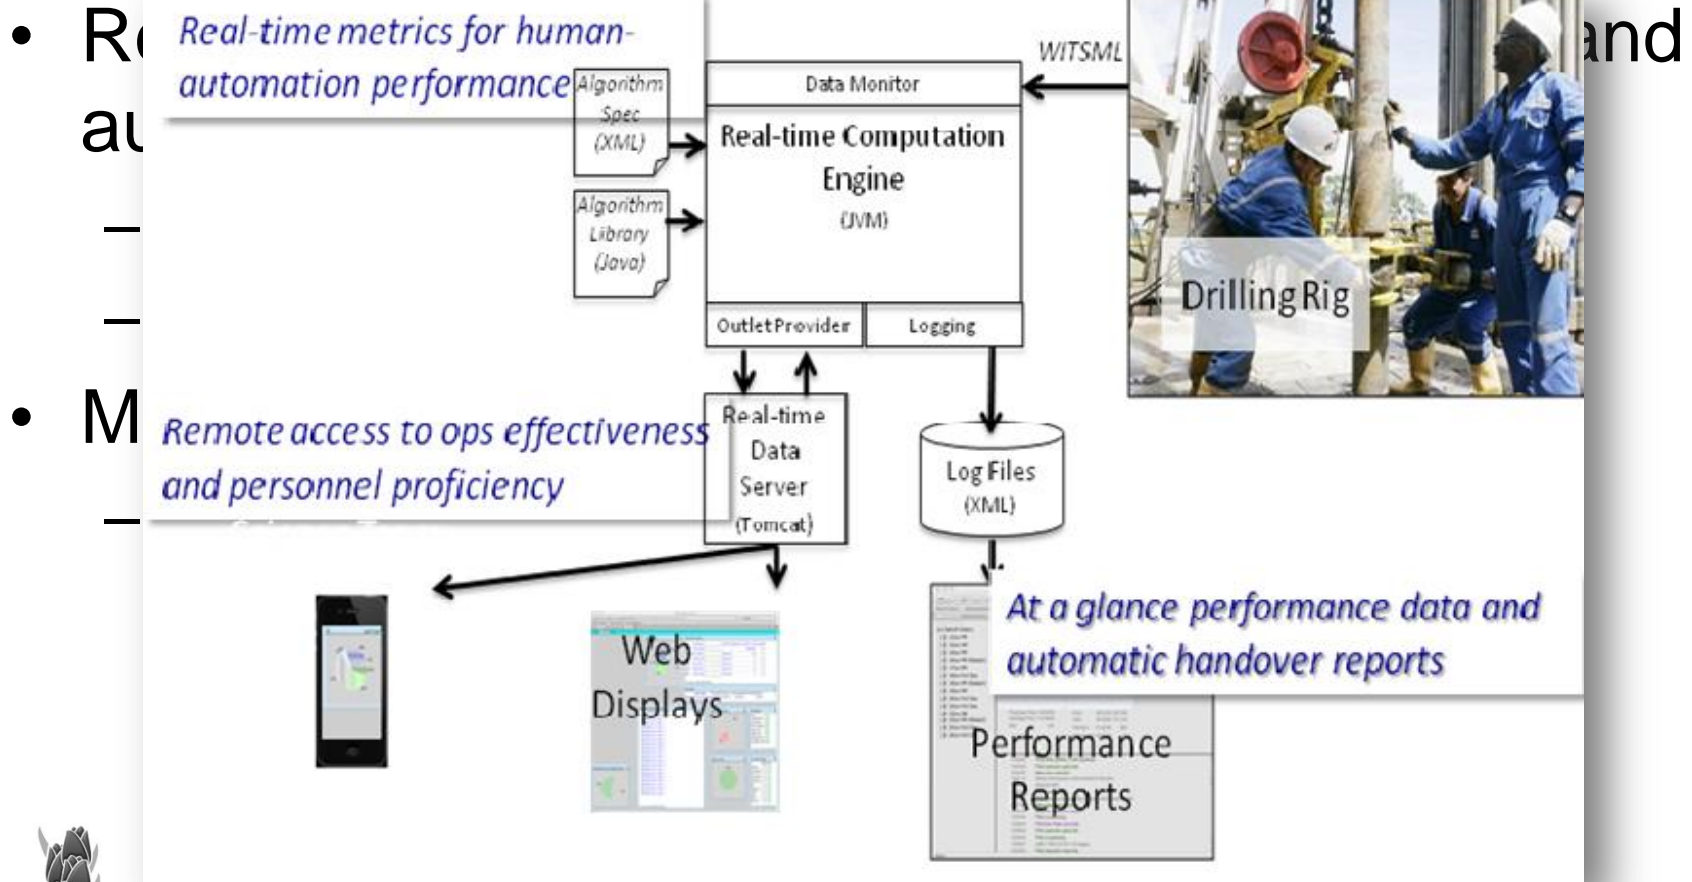 Real-time metrics for human-
automation performance
and
Algorithm
Spec
(XML)
Algorithm
Library
(Java)
WITSML
Data Monitor
Real-time Computation
Engine
(JVM)
Outlet Provider
Logging
Drilling Rig
M
Remote access to ops effectiveness
and personnel proficiency
Real-time
Data
Server
(Tomcat)
Log Files
(XML)
Web
Displays
At a glance performance data and
automatic handover reports
Performance
Reports